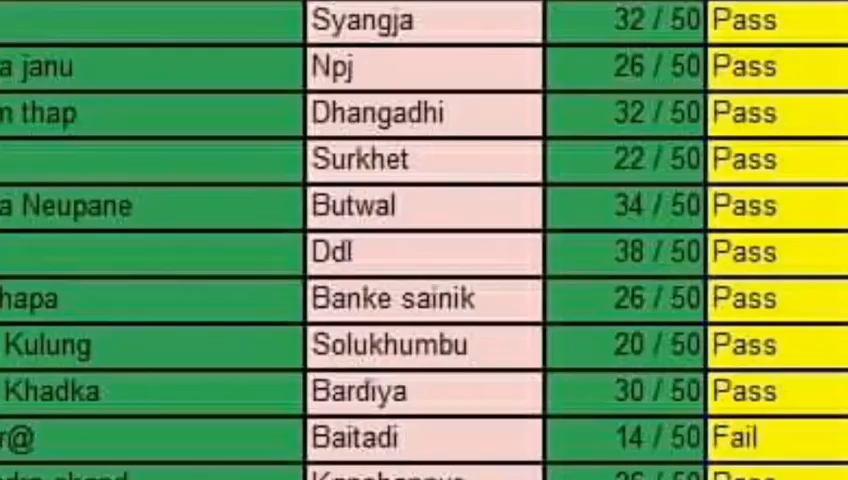 Syangja 32 / 50 Pass
a janu Npj 26 / 50 Pass
thap Dhangadhi 32 / 50 Pass
Surkhet 22 / 50 Pass
a Neupane Butwal 34 / 50 Pass
Ddl 38 / 50 Pass
hapa Banke sainik 26 / 50 Pass
Kulung Solukhumbu 20 / 50 Pass
Khadka Bardiya 30 / 50 Pass
r@ Baitadi 14 / 50 Fail